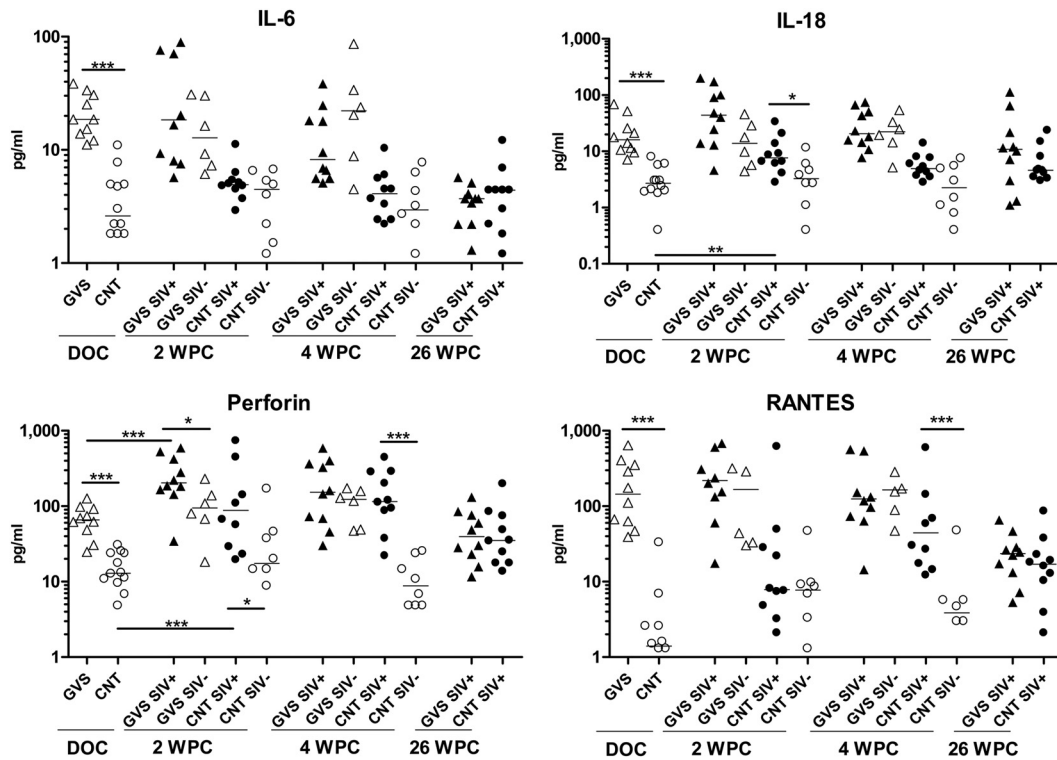 IL-6
100
10
1
pg/ml
***
GVS
CNT
GVS SIV+
GVS SIV-
CNT SIV+
CNT SIV-
GVS SIV+
GVS SIV-
CNT SIV+
CNT SIV-
GVS SIV+
CNT SIV+
DOC
2 WPC
4 WPC
26 WPC
IL-18
1,000
100
10
1
0.1
pg/ml
***
*
**
GVS
CNT
GVS SIV+
GVS SIV-
CNT SIV+
CNT SIV-
GVS SIV+
GVS SIV-
CNT SIV+
CNT SIV-
GVS SIV+
CNT SIV+
DOC
2 WPC
4 WPC
26 WPC
Perforin
1,000
100
10
1
pg/ml
***
***
*
***
*
***
GVS
CNT
GVS SIV+
GVS SIV-
CNT SIV+
CNT SIV-
GVS SIV+
GVS SIV-
CNT SIV+
CNT SIV-
GVS SIV+
CNT SIV+
DOC
2 WPC
4 WPC
26 WPC
RANTES
1,000
100
10
1
pg/ml
***
***
GVS
CNT
GVS SIV+
GVS SIV-
CNT SIV+
CNT SIV-
GVS SIV+
GVS SIV-
CNT SIV+
CNT SIV-
GVS SIV+
CNT SIV+
DOC
2 WPC
4 WPC
26 WPC